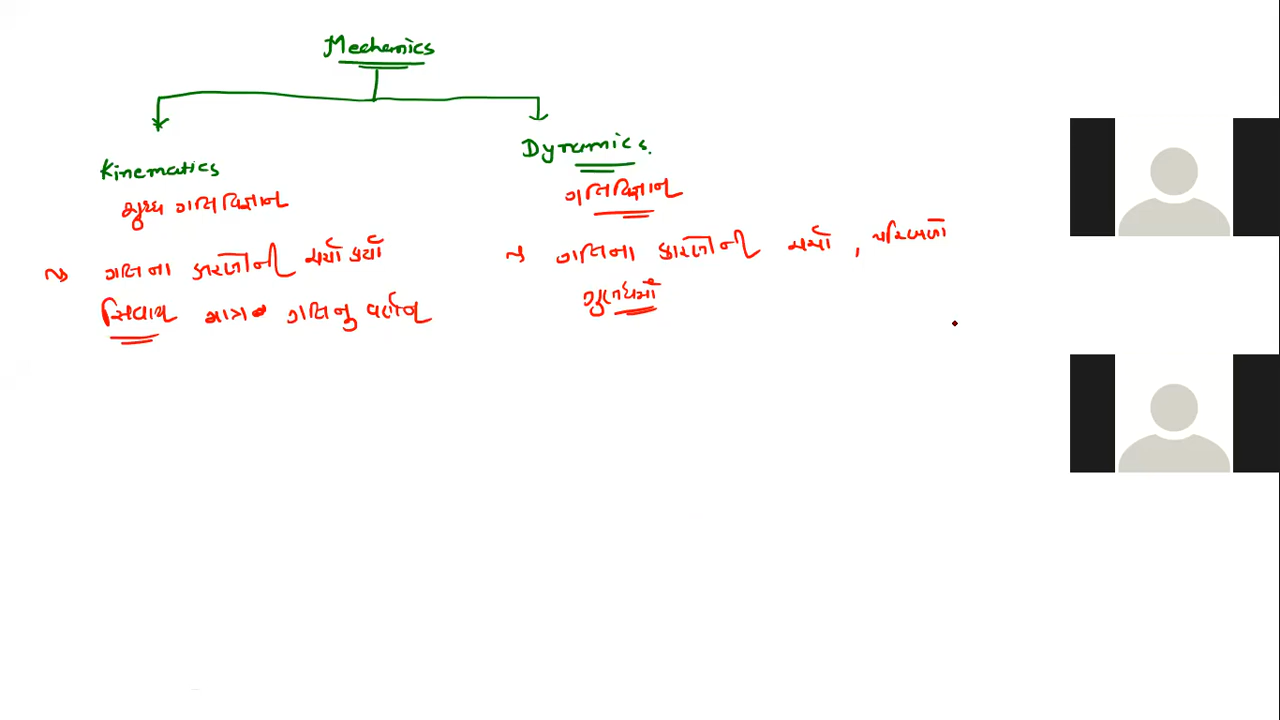 Mechanics
Kinematics
શુધ્ધ ગતિવિજ્ઞાન
ગતિના કારણોની ચર્ચા કર્યા
સિવાય માત્ર ગતિનુ વર્ણન
Dynamics.
ગતિવિજ્ઞાન
ગતિના કારણોની ચર્ચા, પરિબળો
ગુણધર્મો